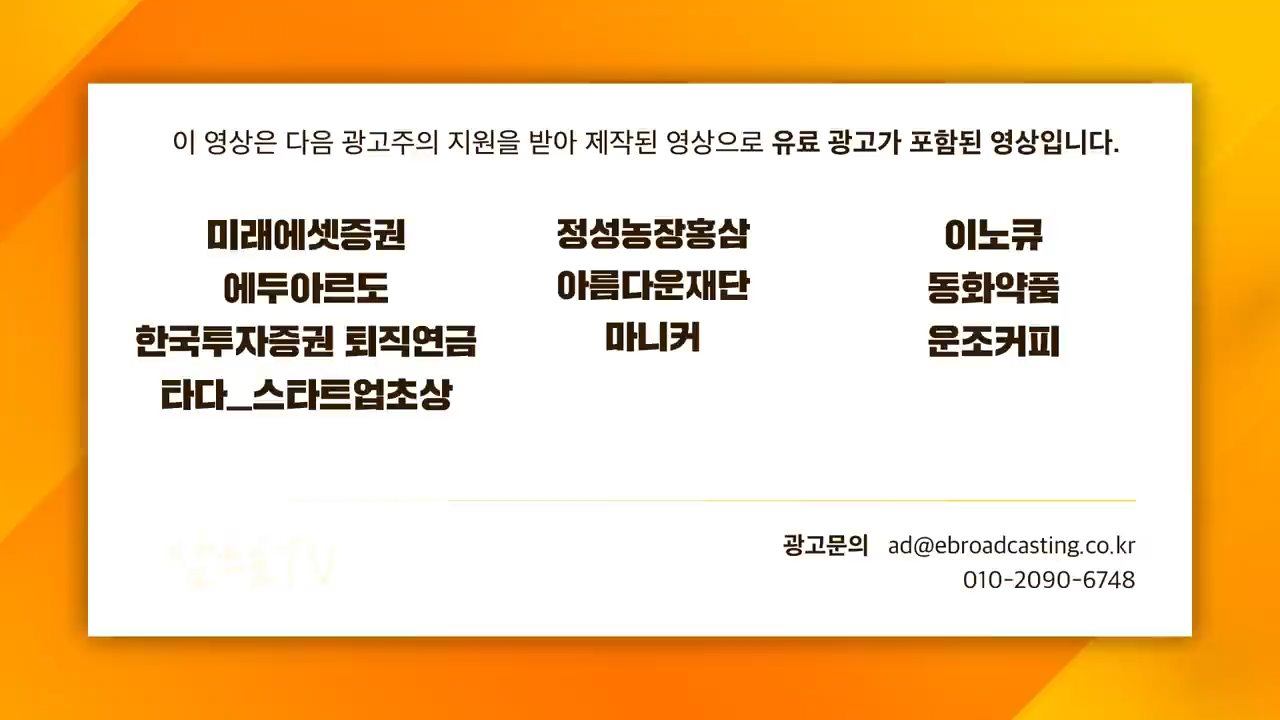 이 영상은 다음 광고주의 지원을 받아 제작된 영상으로 유료 광고가 포함된 영상입니다.
미래에셋증권
에두아르도
한국투자증권 퇴직연금
타다_스타트업초상
정성농장홍삼
아름다운재단
마니커
이노큐
동화약품
운조커피
광고문의 ad@ebroadcasting.co.kr
010-2090-6748